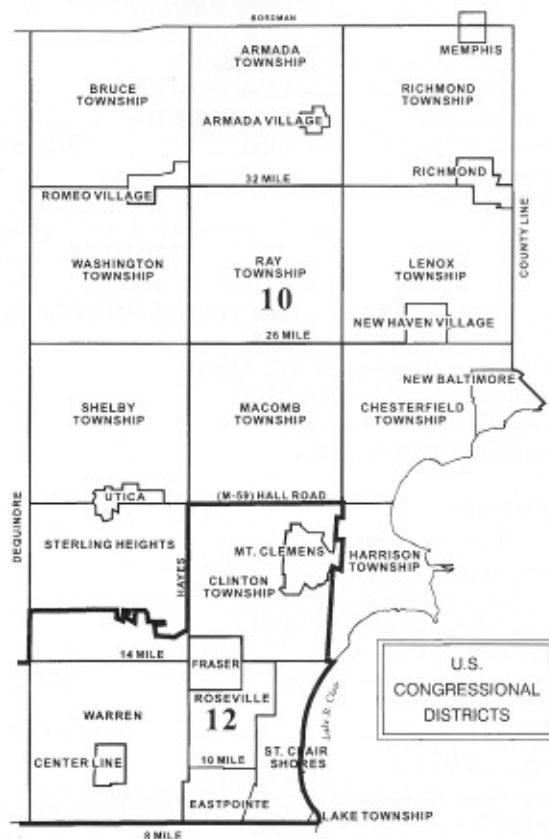 BORDMAN
MEMPHIS
ARMADA
TOWNSHIP
BRUCE
TOWNSHIP
RICHMOND
TOWNSHIP
ARMADA VILLAGE
RICHMOND
32 MILE
ROMEO VILLAGE
COUNTY LINE
WASHINGTON
TOWNSHIP
RAY
TOWNSHIP
LENOX
TOWNSHIP
10
NEW HAVEN VILLAGE
26 MILE
NEW BALTIMORE
SHELBY
TOWNSHIP
MACOMB
TOWNSHIP
CHESTERFIELD
TOWNSHIP
UTICA
(M-59) HALL ROAD
DEQUINDRE
STERLING HEIGHTS
HAYES
MT. CLEMENS
HARRISON
TOWNSHIP
CLINTON
TOWNSHIP
14 MILE
FRASER
U.S.
CONGRESSIONAL
DISTRICTS
ROSEVILLE
12
WARREN
Lake St. Clair
CENTER LINE
10 MILE
ST. CLAIR
SHORES
EASTPOINTE
LAKE TOWNSHIP
8 MILE